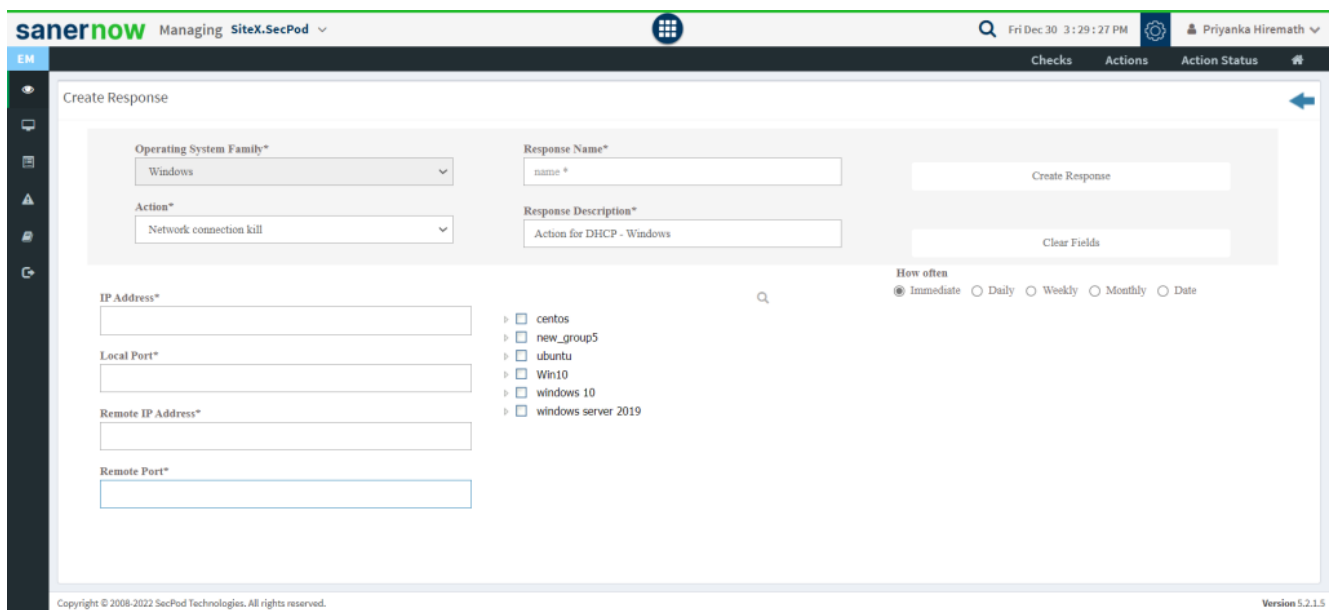 sanernow Managing SiteX.SecPod Fri Dec 30 3:29:27 PM Priyanka Hiremath
EM Checks Actions Action Status
Create Response
Operating System Family* Response Name*
Windows name * Create Response
Action* Response Description*
Network connection kill Action for DHCP - Windows Clear Fields
How often
Immediate Daily Weekly Monthly Date
IP Address*
centos
new_group5
Local Port*
ubuntu
Win10
windows 10
Remote IP Address*
windows server 2019
Remote Port*
Copyright © 2008-2022 SecPod Technologies. All rights reserved. Version 5.2.1.5